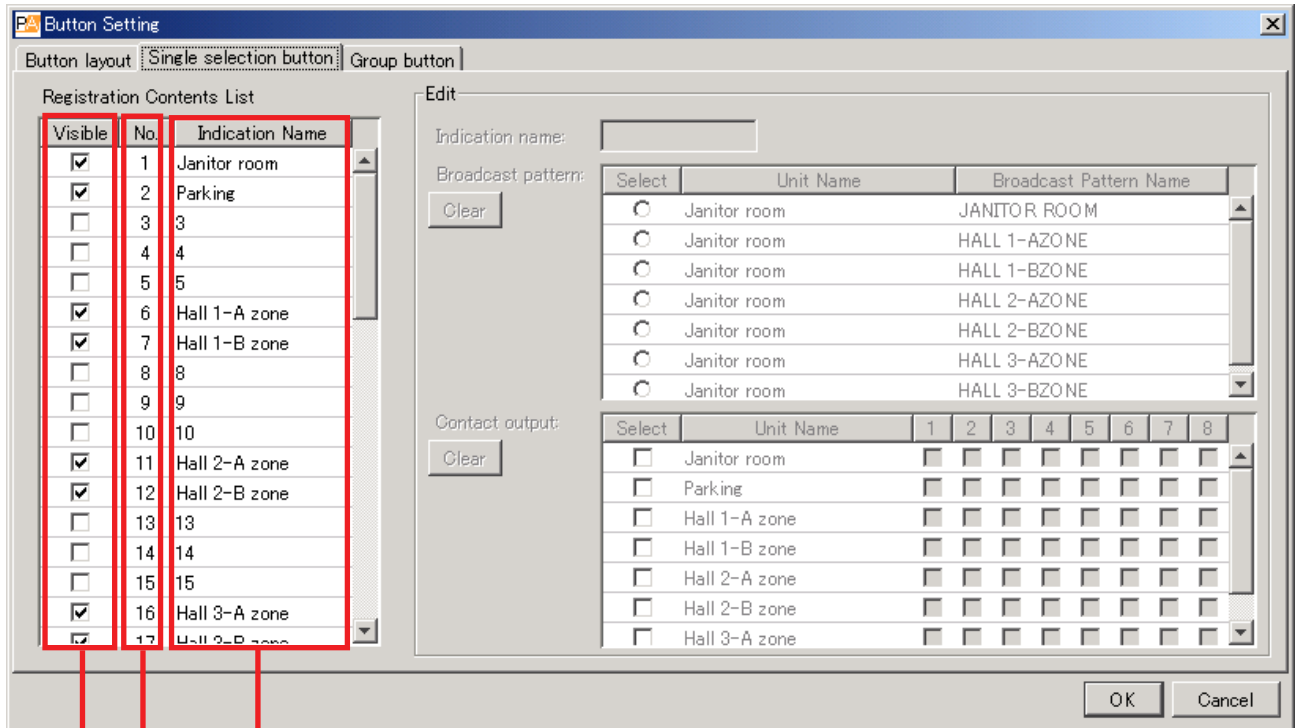 PA Button Setting
Button layout Single selection button Group button
Registration Contents List
Visible No. Indication Name
1 Janitor room
2 Parking
3 3
4 4
5 5
6 Hall 1-A zone
7 Hall 1-B zone
8 8
9 9
10 10
11 Hall 2-A zone
12 Hall 2-B zone
13 13
14 14
15 15
16 Hall 3-A zone
17 Hall 3-B zone
Edit
Indication name:
Broadcast pattern:
Clear
Select Unit Name Broadcast Pattern Name
Janitor room JANITOR ROOM
Janitor room HALL 1-AZONE
Janitor room HALL 1-BZONE
Janitor room HALL 2-AZONE
Janitor room HALL 2-BZONE
Janitor room HALL 3-AZONE
Janitor room HALL 3-BZONE
Contact output:
Clear
Select Unit Name 1 2 3 4 5 6 7 8
Janitor room
Parking
Hall 1-A zone
Hall 1-B zone
Hall 2-A zone
Hall 2-B zone
Hall 3-A zone
OK Cancel